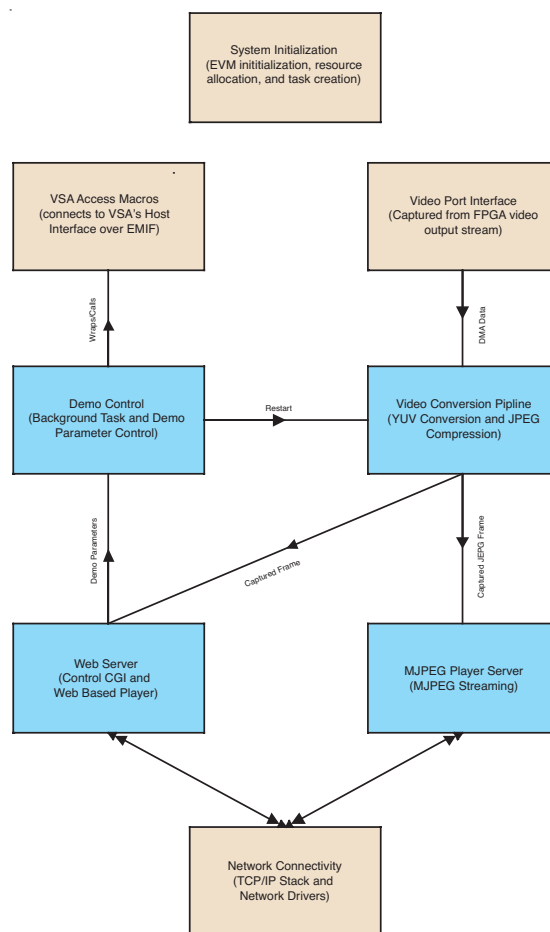 System Initialization
(EVM inititialization, resource
allocation, and task creation)
VSA Access Macros
(connects to VSA's Host
Interface over EMIF)
Video Port Interface
(Captured from FPGA video
output stream)
Wraps/Calls
DMA Data
Demo Control
(Background Task and Demo
Parameter Control)
Restart
Video Conversion Pipline
(YUV Conversion and JPEG
Compression)
Demo Parameters
Captured Frame
Captured JEPG Frame
Web Server
(Control CGI and
Web Based Player)
MJPEG Player Server
(MJPEG Streaming)
Network Connectivity
(TCP/IP Stack and
Network Drivers)